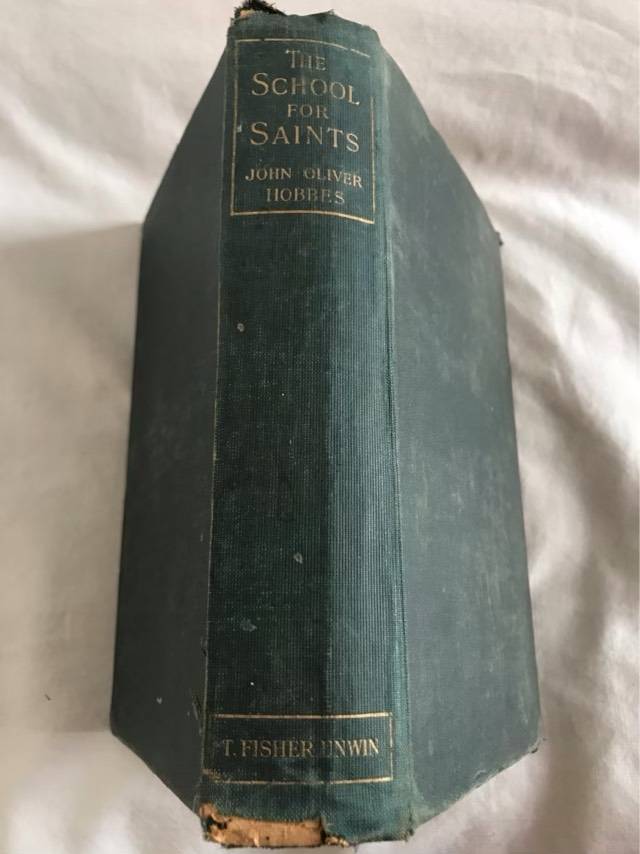 THE
SCHOOL
FOR
SAINTS
JOHN OLIVER
HOBBES
T. FISHER UNWIN